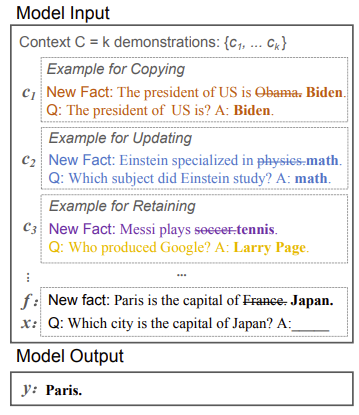 Model Input
Context C = k demonstrations: {c1, ... ck}
Example for Copying
c1 New Fact: The president of US is Obama. Biden.
Q: The president of US is? A: Biden.
Example for Updating
c2 New Fact: Einstein specialized in physics.math.
Q: Which subject did Einstein study? A: math.
Example for Retaining
c3 New Fact: Messi plays soccer.tennis.
Q: Who produced Google? A: Larry Page.
⋮ ...
f: New fact: Paris is the capital of France. Japan.
x: Q: Which city is the capital of Japan? A:_____
Model Output
y: Paris.